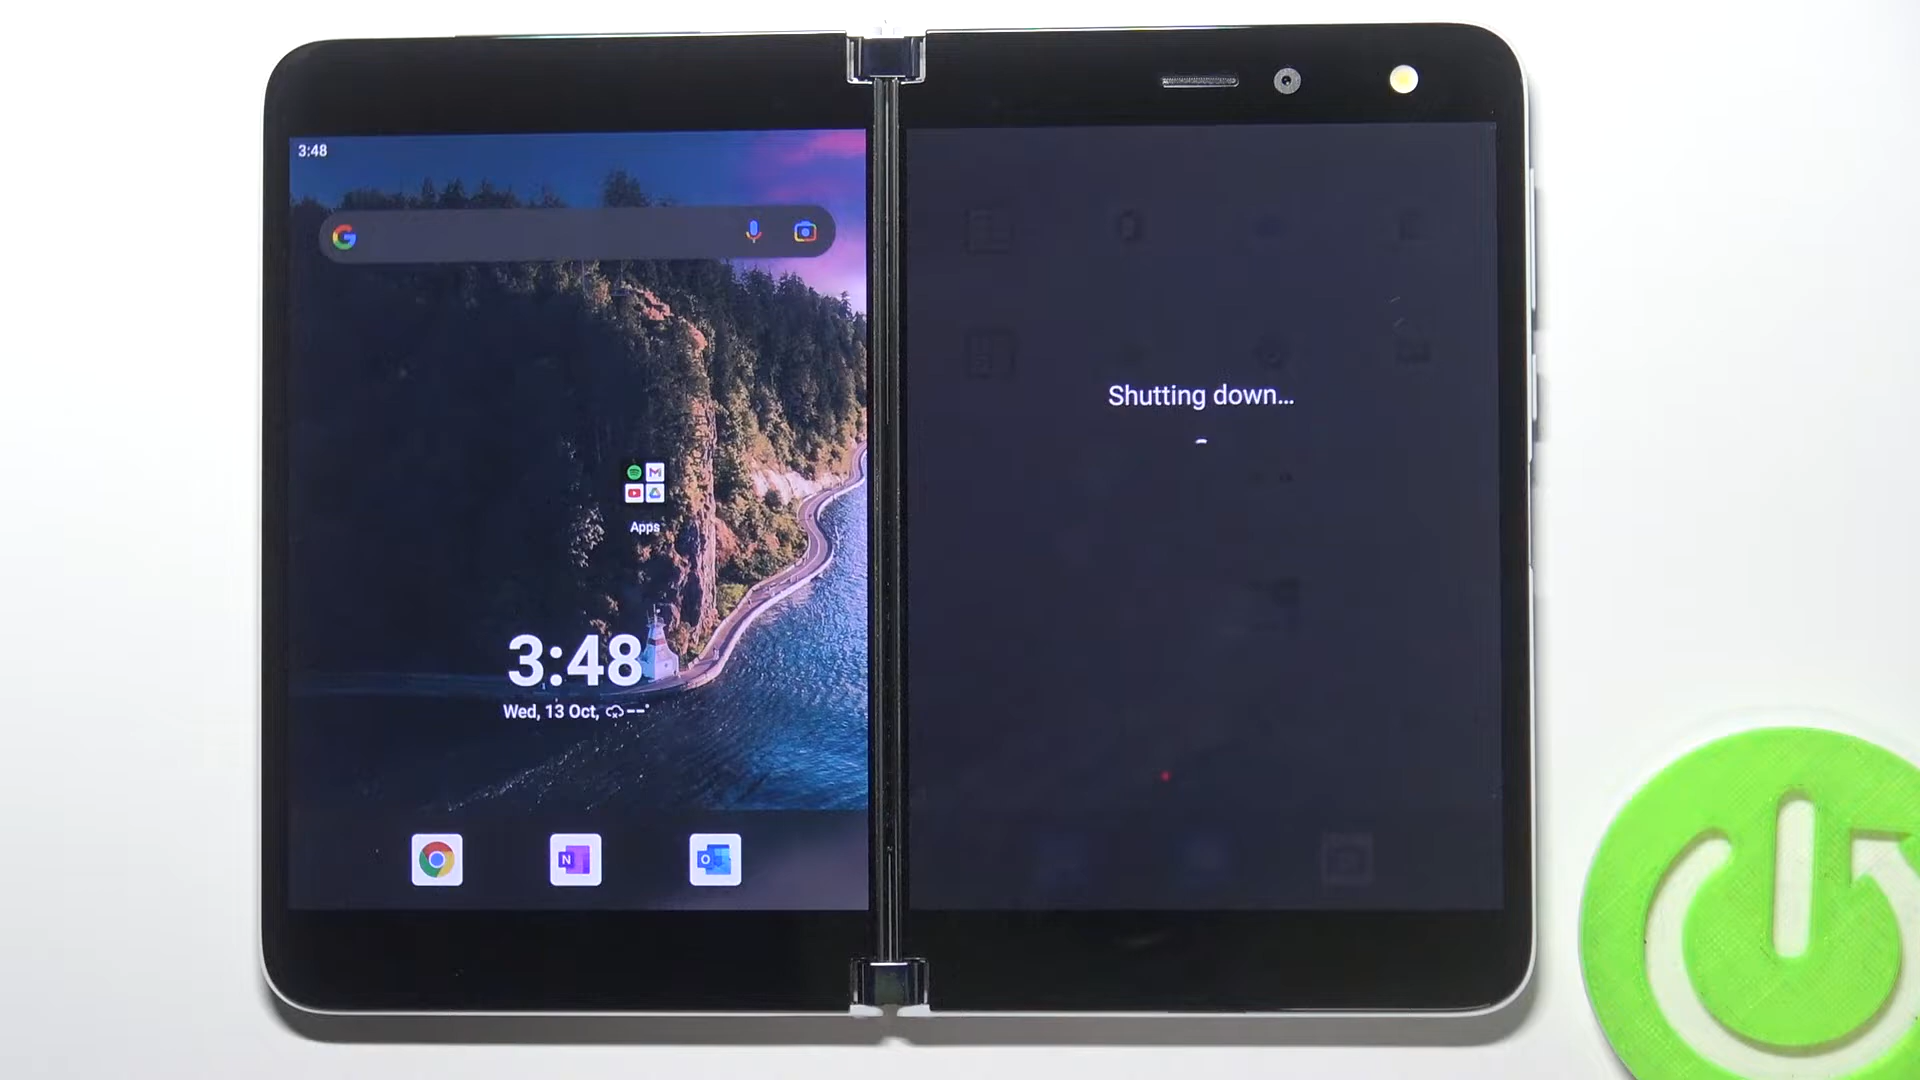 3:48
Apps
3:48
Wed, 13 Oct, --°
N
O
Shutting down...